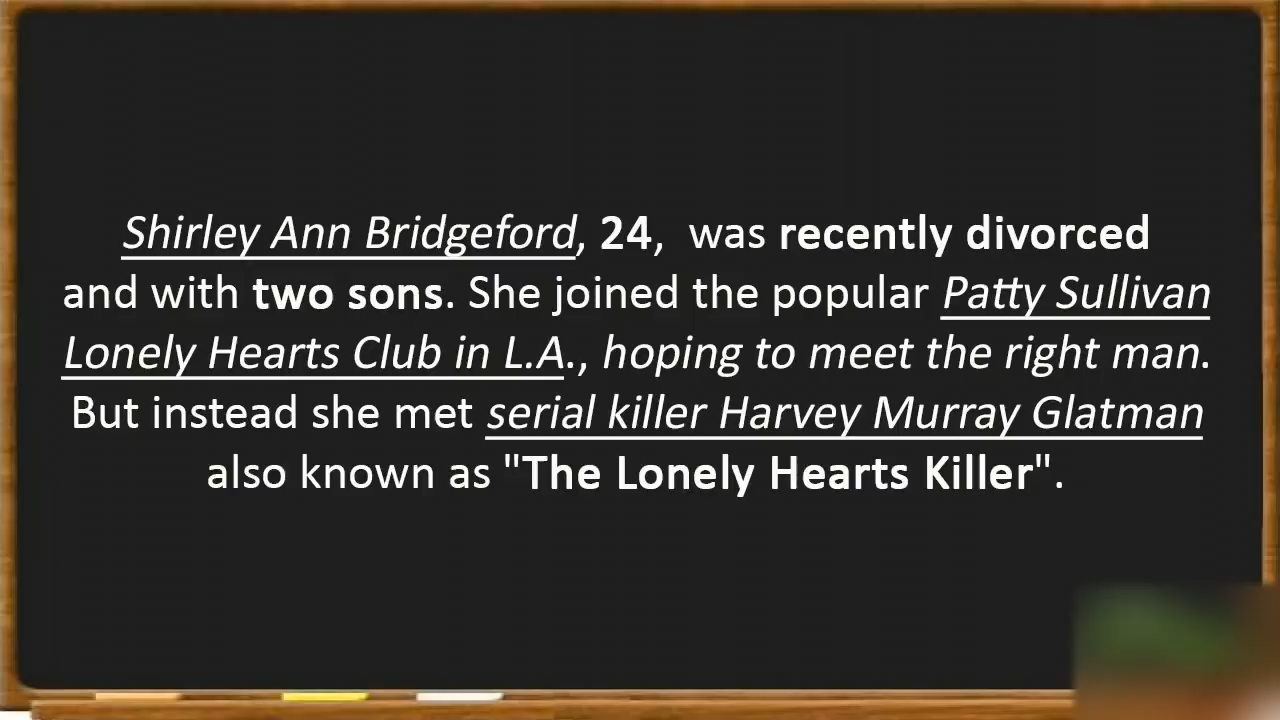 Shirley Ann Bridgeford, 24,  was recently divorced
and with two sons. She joined the popular Patty Sullivan
Lonely Hearts Club in L.A., hoping to meet the right man.
But instead she met serial killer Harvey Murray Glatman
also known as "The Lonely Hearts Killer".